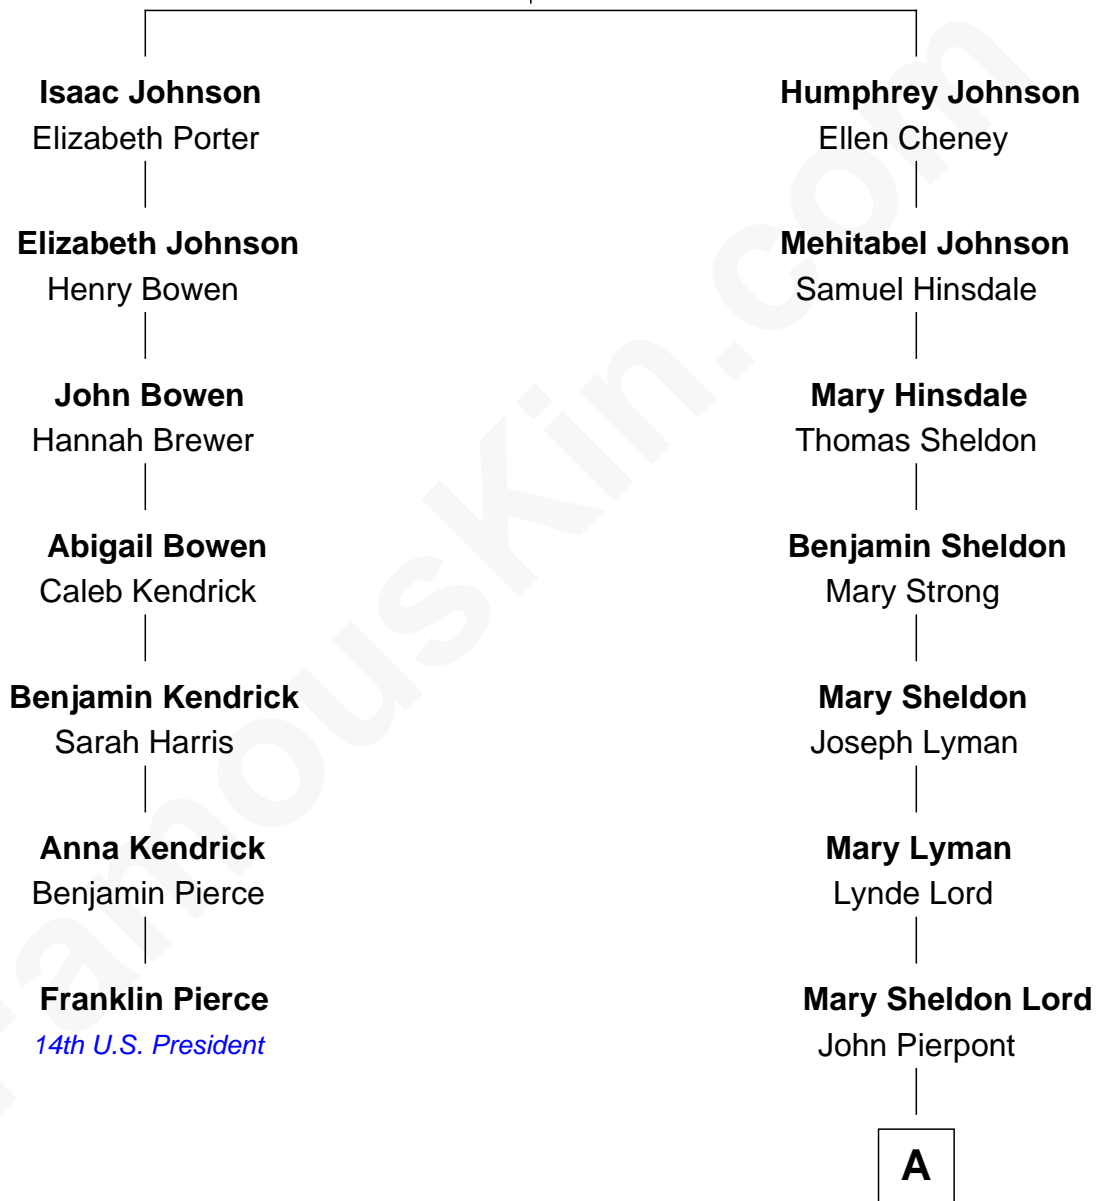 Isaac Johnson
Elizabeth Porter
Elizabeth Johnson
Henry Bowen
John Bowen
Hannah Brewer
Abigail Bowen
Caleb Kendrick
Benjamin Kendrick
Sarah Harris
Anna Kendrick
Benjamin Pierce
Franklin Pierce
14th U.S. President
Humphrey Johnson
Ellen Cheney
Mehitabel Johnson
Samuel Hinsdale
Mary Hinsdale
Thomas Sheldon
Benjamin Sheldon
Mary Strong
Mary Sheldon
Joseph Lyman
Mary Lyman
Lynde Lord
Mary Sheldon Lord
John Pierpont
A
FamousKin.com